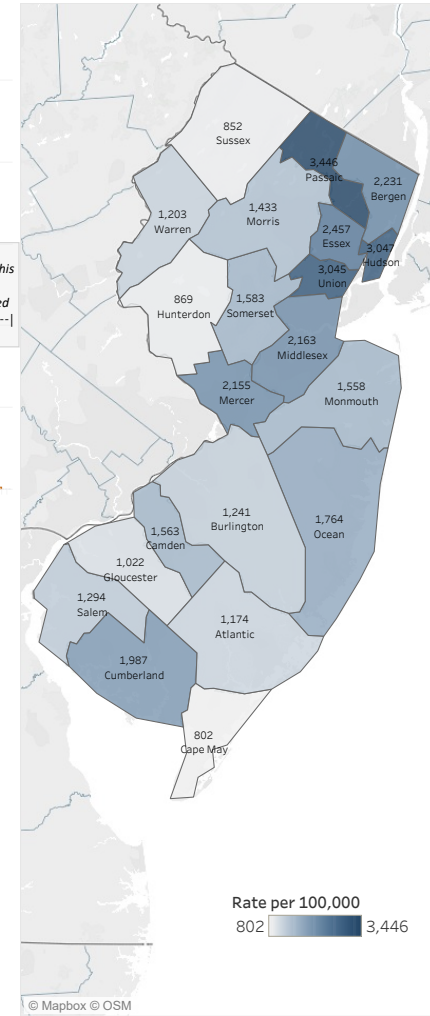 852
Sussex
3,446
Passaic
2,231
Bergen
1,203
Warren
1,433
Morris
2,457
Essex
3,047
Hudson
3,045
Union
his
869
Hunterdon
1,583
Somerset
ed
--|
2,163
Middlesex
2,155
Mercer
1,558
Monmouth
1,241
Burlington
1,764
Ocean
1,563
Camden
1,022
Gloucester
1,294
Salem
1,174
Atlantic
1,987
Cumberland
802
Cape May
Rate per 100,000
802 3,446
© Mapbox © OSM